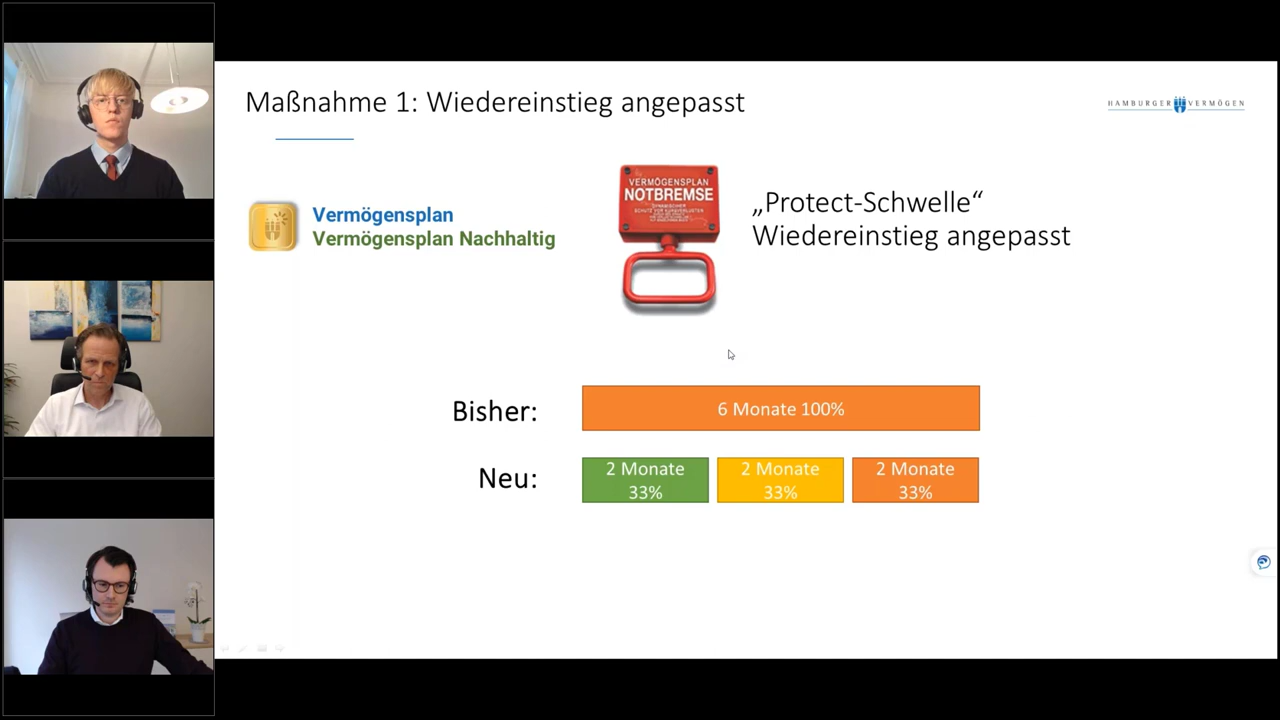 Maßnahme 1: Wiedereinstieg angepasst
HAMBURGER VERMÖGEN
Vermögensplan
Vermögensplan Nachhaltig
VERMÖGENSPLAN
NOTBREMSE
„Protect-Schwelle“
Wiedereinstieg angepasst
Bisher:
6 Monate 100%
Neu:
2 Monate
33%
2 Monate
33%
2 Monate
33%